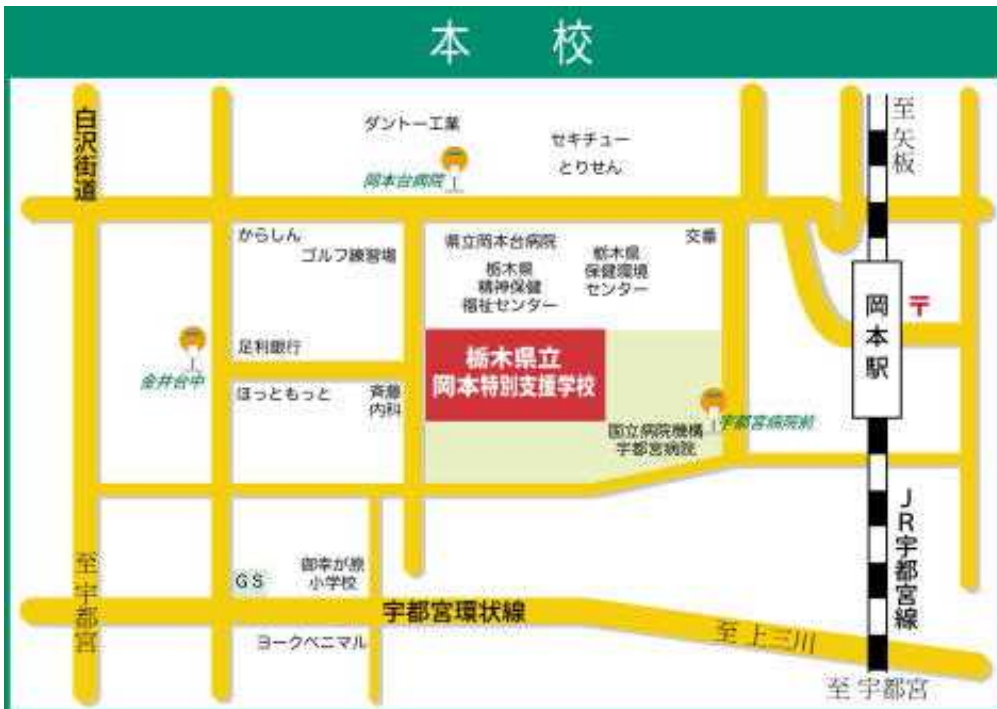 本 校
白沢街道
至 矢板
ダントー工業
セキチュー
とりせん
岡本台病院
からしん
ゴルフ練習場
県立岡本台病院
栃木県
精神保健
福祉センター
栃木県
保健環境
センター
交番
岡本駅
〒
足利銀行
金井台中
ほっともっと
斉藤
内科
栃木県立
岡本特別支援学校
宇都宮病院前
国立病院機構
宇都宮病院
JR宇都宮線
至 宇都宮
GS
御幸が原
小学校
宇都宮環状線
ヨークベニマル
至 上三川
至 宇都宮